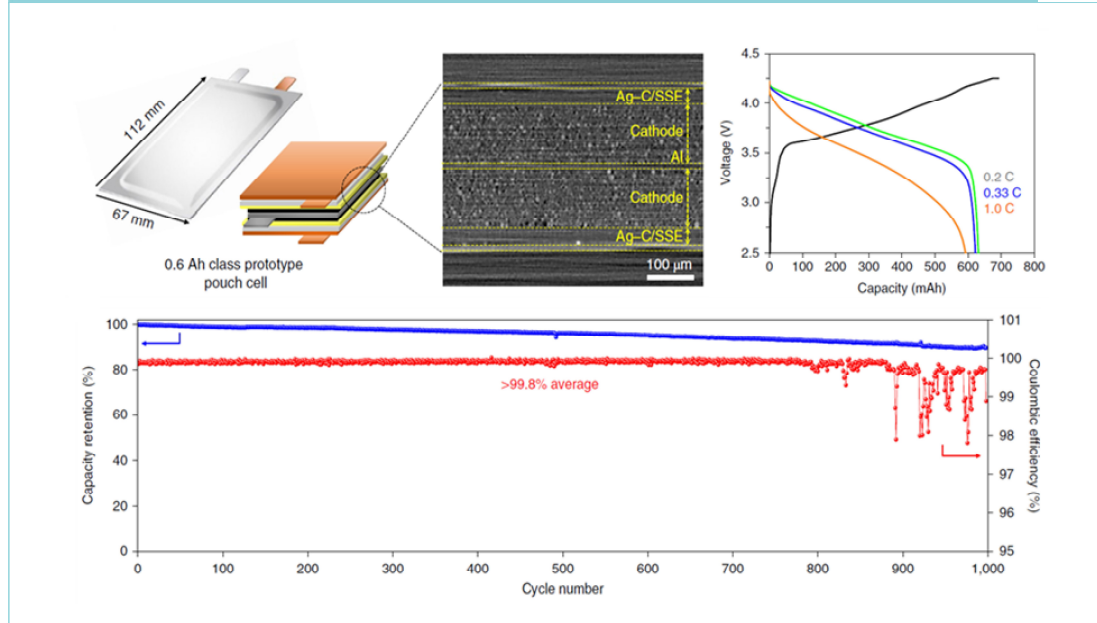 112 mm
67 mm
0.6 Ah class prototype
pouch cell
Ag–C/SSE
Cathode
Al
Cathode
Ag–C/SSE
100 µm
4.5
4.0
3.5
3.0
2.5
Voltage (V)
0.2 C
0.33 C
1.0 C
0
100
200
300
400
500
600
700
800
Capacity (mAh)
100
80
60
40
20
0
Capacity retention (%)
>99.8% average
101
100
99
98
97
96
95
Coulombic efficiency (%)
0
100
200
300
400
500
600
700
800
900
1,000
Cycle number